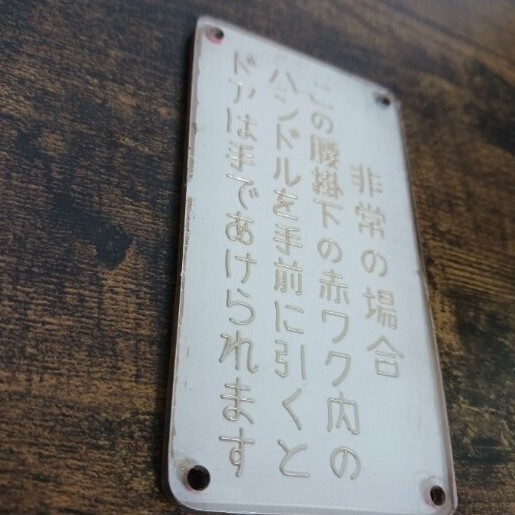 非常の場合
この腰掛下の赤ワク内の
ハンドルを手前に引くと
ドアは手であけられます